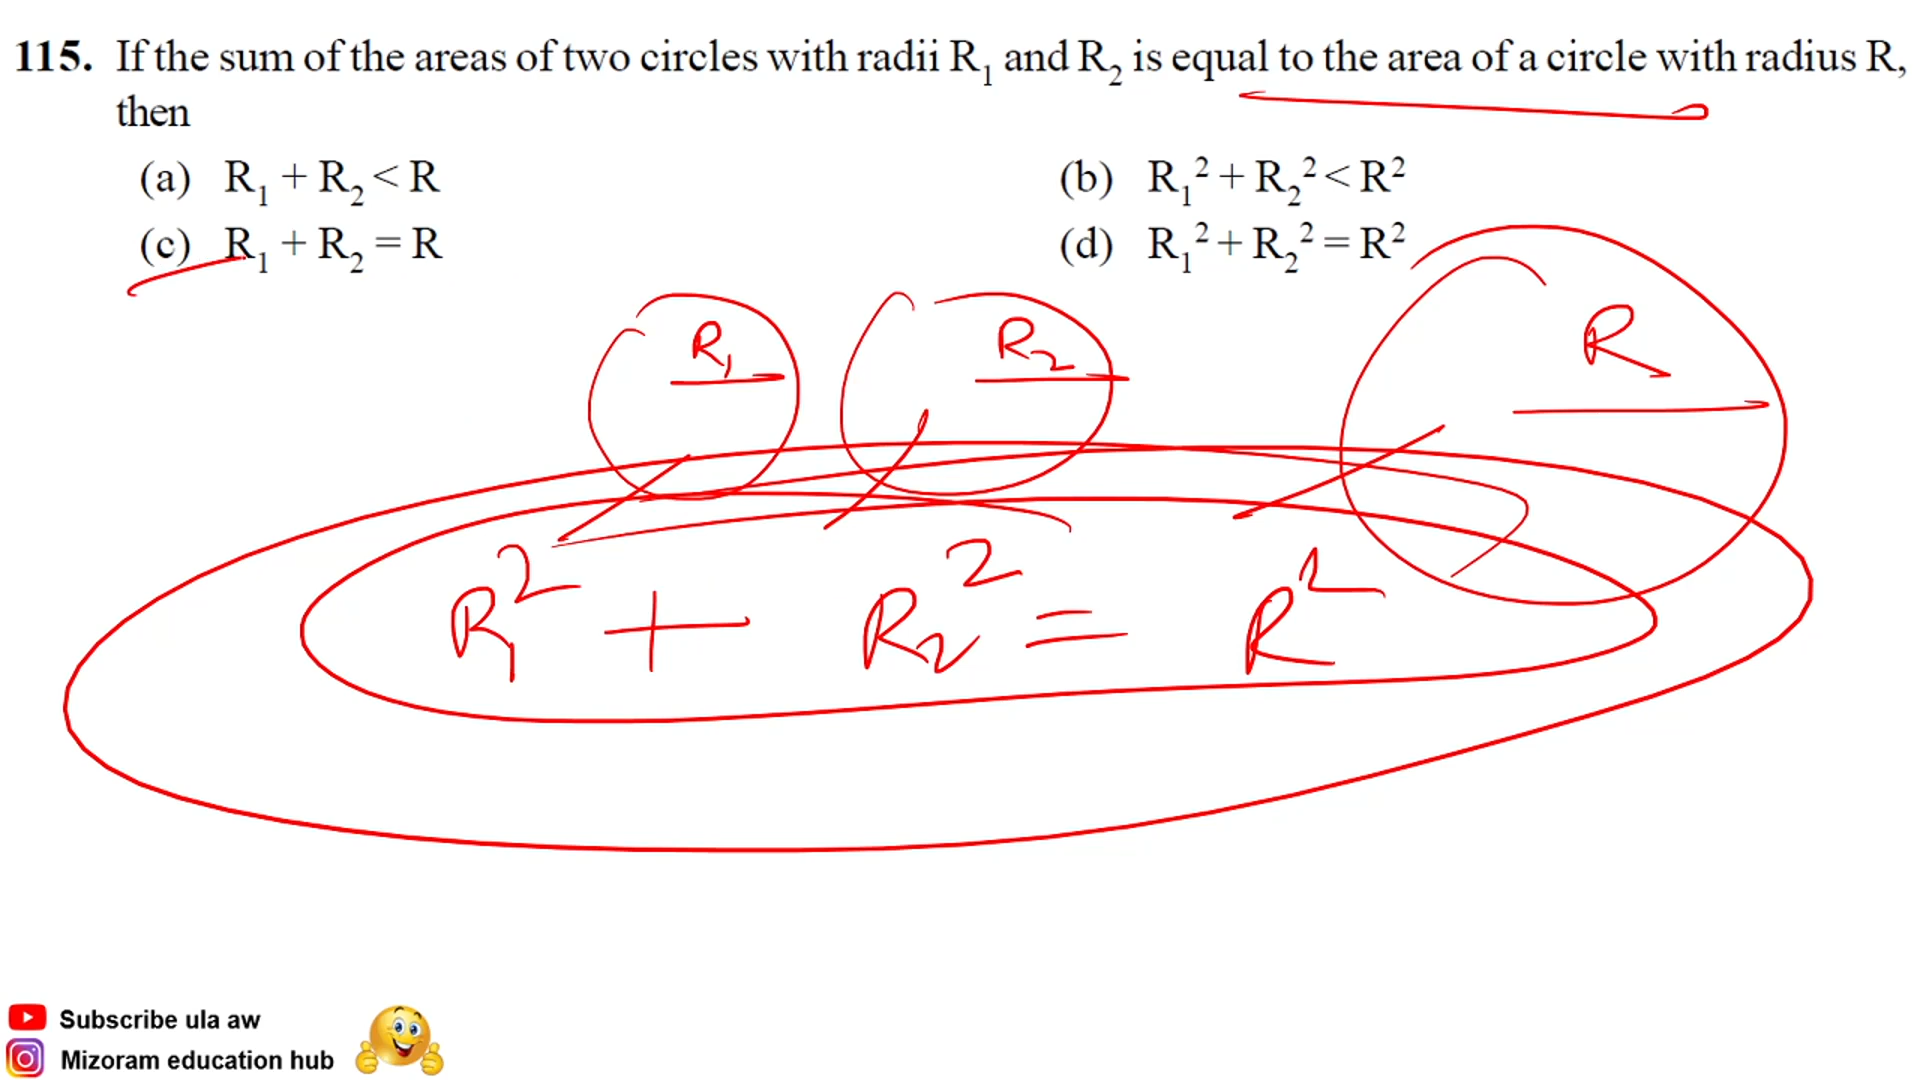 115. If the sum of the areas of two circles with radii R₁ and R₂ is equal to the area of a circle with radius R,
then
(a) R₁ + R₂ < R
(b) R₁² + R₂² < R²
(c) R₁ + R₂ = R
(d) R₁² + R₂² = R²
R₁ R₂ R
R₁² + R₂² = R²
Subscribe ula aw
Mizoram education hub